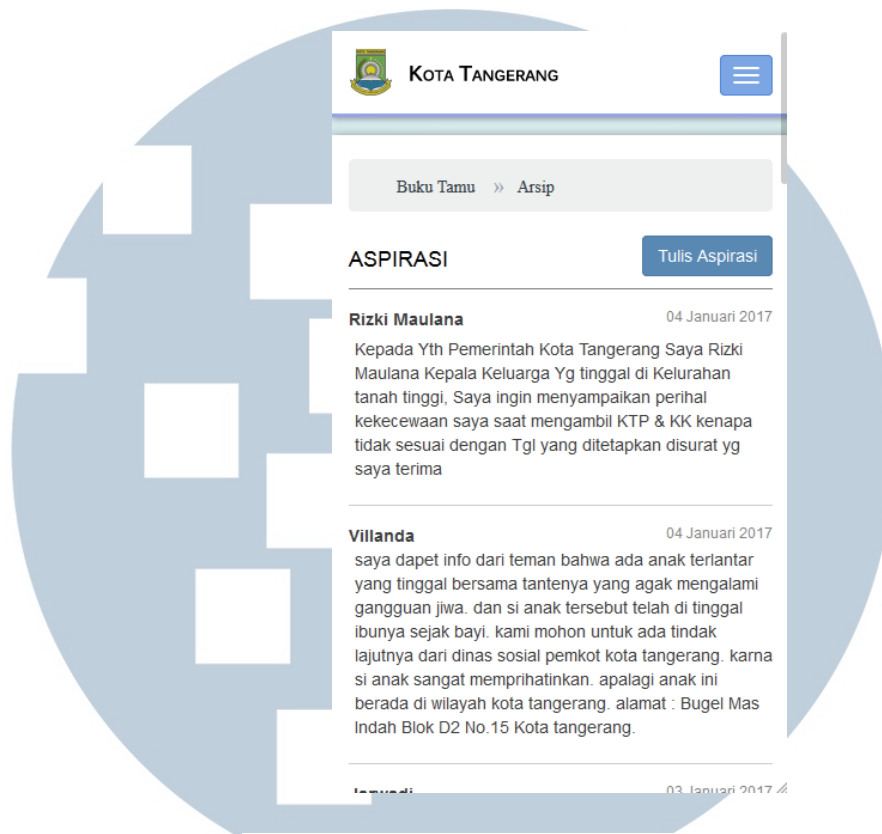 KOTA TANGERANG
Buku Tamu » Arsip
ASPIRASI
Tulis Aspirasi
Rizki Maulana
04 Januari 2017
Kepada Yth Pemerintah Kota Tangerang Saya Rizki
Maulana Kepala Keluarga Yg tinggal di Kelurahan
tanah tinggi, Saya ingin menyampaikan perihal
kekecewaan saya saat mengambil KTP & KK kenapa
tidak sesuai dengan Tgl yang ditetapkan disurat yg
saya terima
Villanda
04 Januari 2017
saya dapet info dari teman bahwa ada anak terlantar
yang tinggal bersama tantenya yang agak mengalami
gangguan jiwa. dan si anak tersebut telah di tinggal
ibunya sejak bayi. kami mohon untuk ada tindak
lajutnya dari dinas sosial pemkot kota tangerang. karna
si anak sangat memprihatinkan. apalagi anak ini
berada di wilayah kota tangerang. alamat : Bugel Mas
Indah Blok D2 No.15 Kota tangerang.
03 Januari 2017